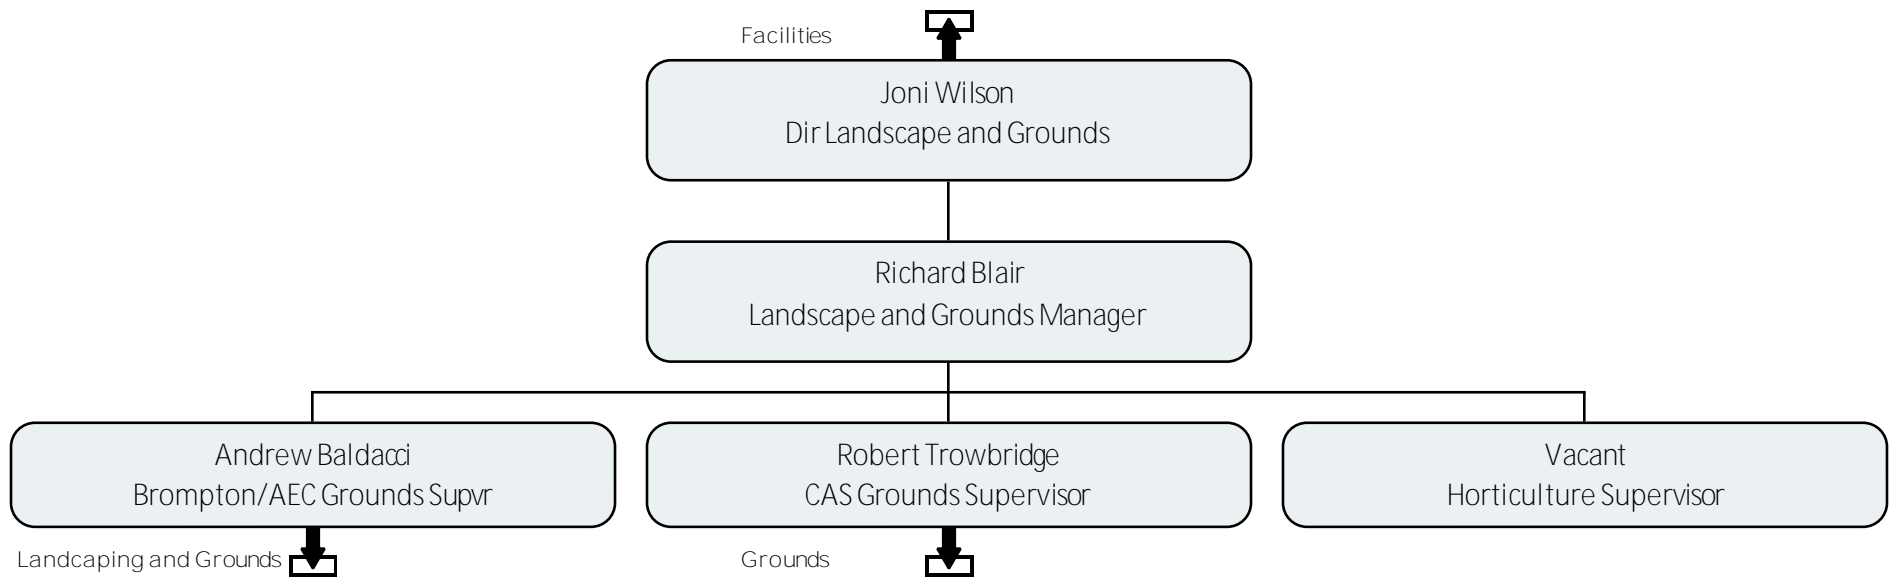 Facilities
Joni Wilson
Dir Landscape and Grounds
Richard Blair
Landscape and Grounds Manager
Andrew Baldacci
Brompton/AEC Grounds Supvr
Robert Trowbridge
CAS Grounds Supervisor
Vacant
Horticulture Supervisor
Landcaping and Grounds
Grounds